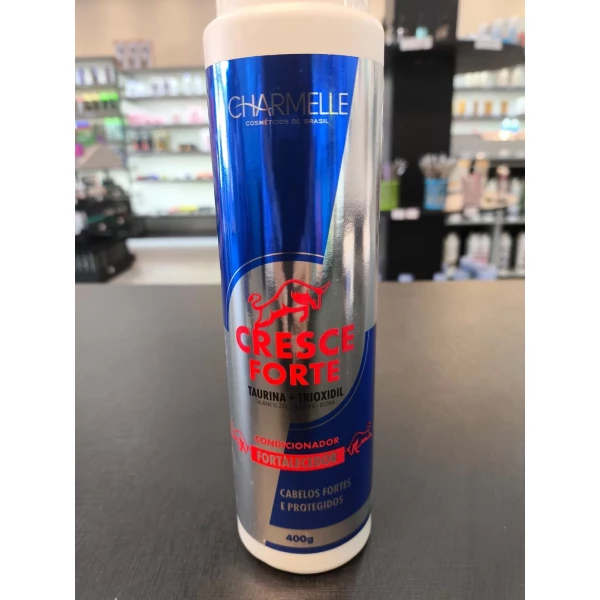 CHARMELLE
COSMÉTICOS DO BRASIL
CRESCE
FORTE
TAURINA + TRIOXIDIL
CONDICIONADOR
FORTALECEDOR
CABELOS FORTES
E PROTEGIDOS
400g